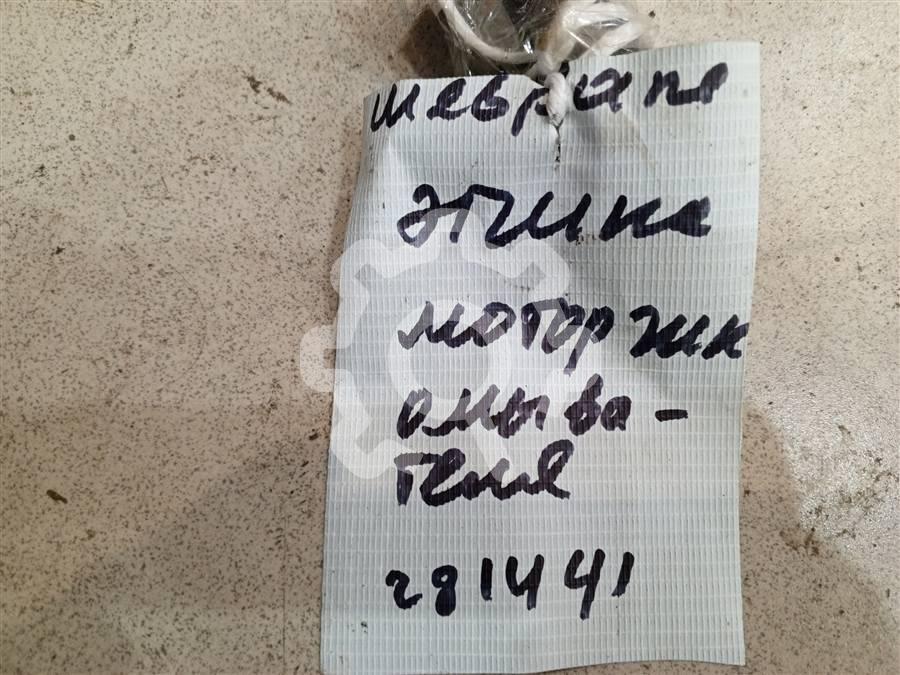 шевроле
эпика
моторчик
омыва-
теля
281441